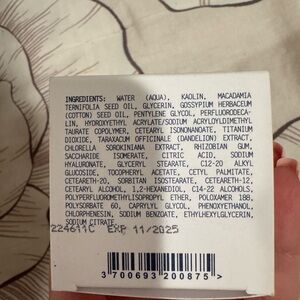 INGREDIENTS: WATER (AQUA), KAOLIN, MACADAMIA
TERNIFOLIA SEED OIL, GLYCERIN, GOSSYPIUM HERBACEUM
(COTTON) SEED OIL, PENTYLENE GLYCOL, PERFLUORODECA-
LIN, HYDROXYETHYL ACRYLATE/SODIUM ACRYLOYLDIMETHYL
TAURATE COPOLYMER, CETEARYL ISONONANOATE, TITANIUM
DIOXIDE, TARAXACUM OFFICINALE (DANDELION) EXTRACT,
CHLORELLA SOROKINIANA EXTRACT, RHIZOBIAN GUM,
SACCHARIDE ISOMERATE, CITRIC ACID, SODIUM
HYALURONATE, GLYCERYL STEARATE, C12-20 ALKYL
GLUCOSIDE, TOCOPHERYL ACETATE, CETYL PALMITATE,
CETEARETH-20, SORBITAN ISOSTEARATE, CETEARETH-12,
CETEARYL ALCOHOL, 1,2-HEXANEDIOL, C14-22 ALCOHOLS,
POLYPERFLUOROMETHYLISOPROPYL ETHER, POLOXAMER 188,
POLYSORBATE 60, CAPRYLYL GLYCOL, PHENOXYETHANOL,
CHLORPHENESIN, SODIUM BENZOATE, ETHYLHEXYLGLYCERIN,
SODIUM CITRATE.
224611C EXP 11/2025
3 700693 200875 >